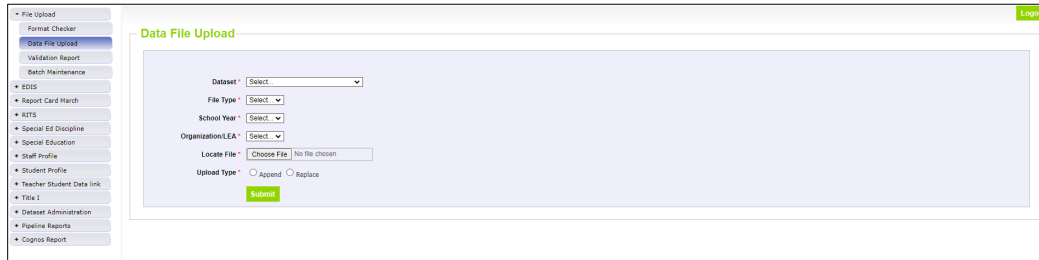 File Upload
Format Checker
Data File Upload
Validation Report
Batch Maintenance
EDIS
Report Card March
RITS
Special Ed Discipline
Special Education
Staff Profile
Student Profile
Teacher Student Data link
Title I
Dataset Administration
Pipeline Reports
Cognos Report
Logo
Data File Upload
Dataset * Select...
File Type * Select...
School Year * Select...
Organization/LEA * Select...
Locate File * Choose File No file chosen
Upload Type * Append Replace
Submit